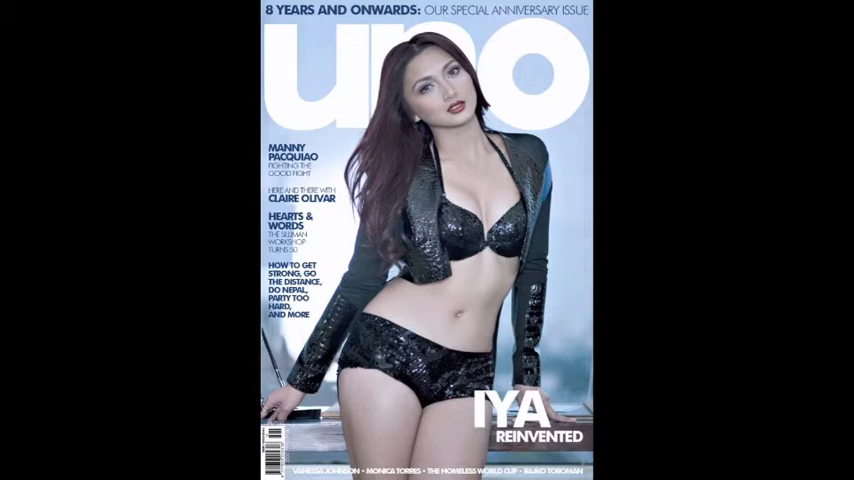 8 YEARS AND ONWARDS: OUR SPECIAL ANNIVERSARY ISSUE
uno
MANNY
PACQUIAO
FIGHTING THE
GOOD FIGHT
HERE AND THERE WITH
CLAIRE OLIVAR
HEARTS &
WORDS
THE SILLIMAN
WORKSHOP
TURNS 50
HOW TO GET
STRONG, GO
THE DISTANCE,
DO NEPAL,
PARTY TOO
HARD,
AND MORE
IYA
REINVENTED
VANESSA JOHNSON • MONICA TORRES • THE HOMELESS WORLD CUP • RAJKO TOROMAN